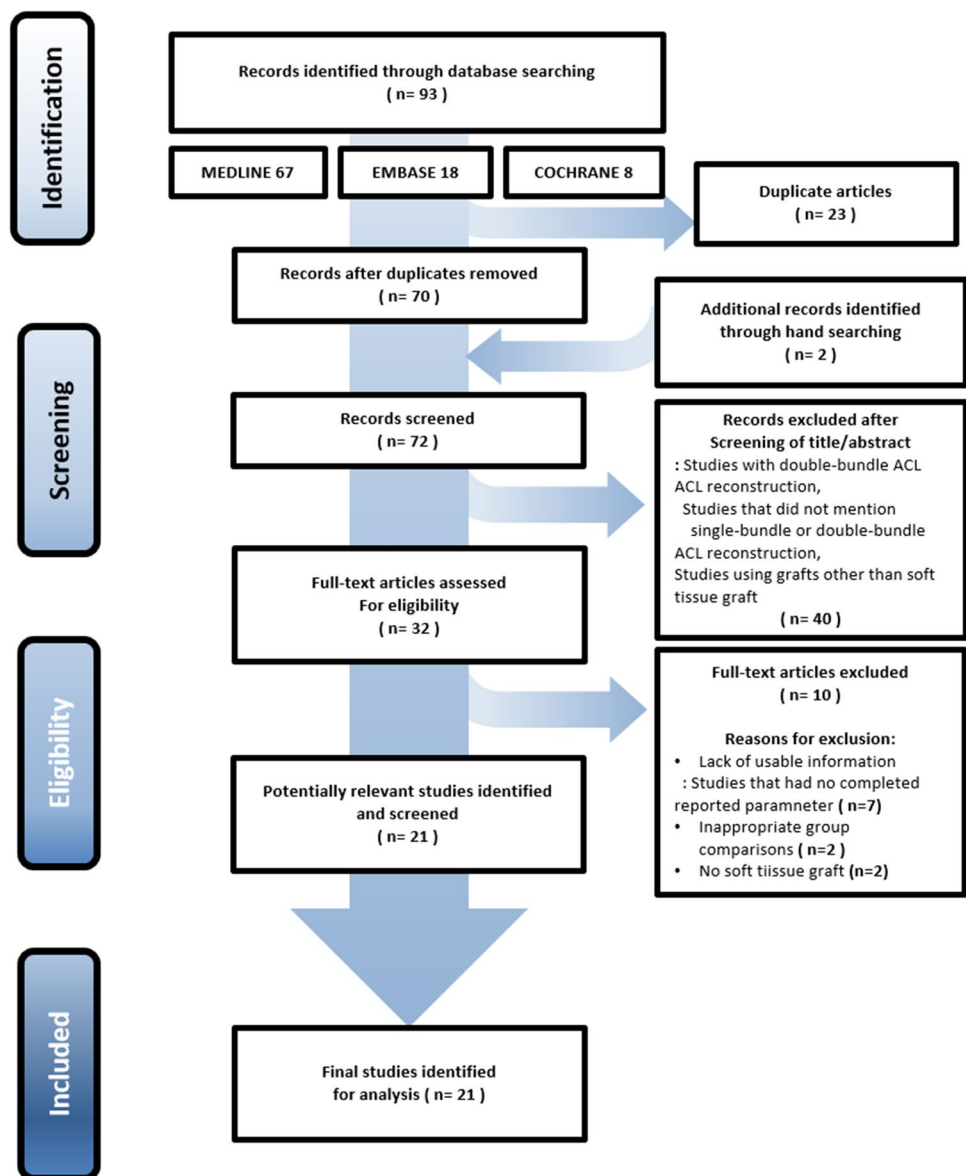 Identification
Records identified through database searching
( n= 93 )
MEDLINE 67
EMBASE 18
COCHRANE 8
Duplicate articles
( n= 23 )
Records after duplicates removed
( n= 70 )
Additional records identified
through hand searching
( n= 2 )
Screening
Records screened
( n= 72 )
Records excluded after
Screening of title/abstract
: Studies with double-bundle ACL
ACL reconstruction,
Studies that did not mention
single-bundle or double-bundle
ACL reconstruction,
Studies using grafts other than soft
tissue graft
( n= 40 )
Full-text articles assessed
For eligibility
( n= 32 )
Eligibility
Full-text articles excluded
( n= 10 )
Reasons for exclusion:
• Lack of usable information
: Studies that had no completed
reported paramneter ( n=7)
• Inappropriate group
comparisons ( n=2 )
• No soft tiissue graft (n=2)
Potentially relevant studies identified
and screened
( n= 21 )
Included
Final studies identified
for analysis ( n= 21 )